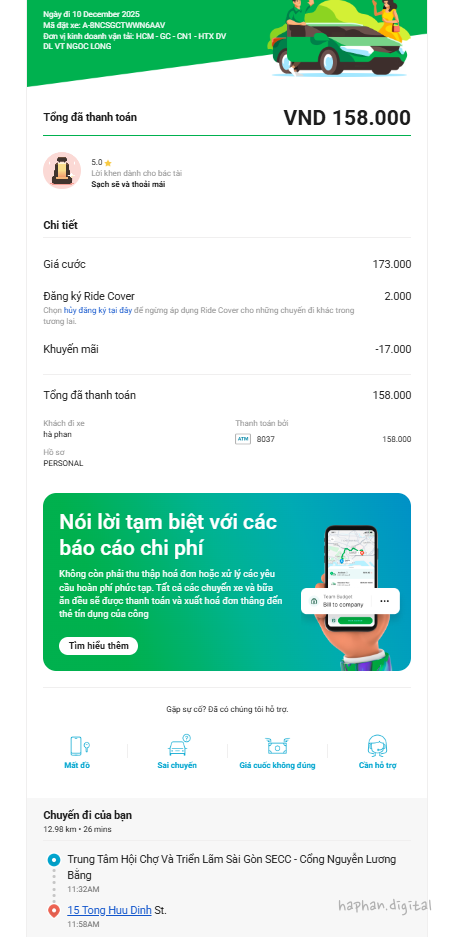 Ngày đi 10 December 2025
Mã đặt xe: A-8NCSGCTWWN6AAV
Đơn vị kinh doanh vận tải: HCM - GC - CN1 - HTX DV
DL VT NGOC LONG
Tổng đã thanh toán VND 158.000
5.0
Lời khen dành cho bác tài
Sạch sẽ và thoải mái
Chi tiết
Giá cước 173.000
Đăng ký Ride Cover 2.000
Chọn hủy đăng ký tại đây để ngừng áp dụng Ride Cover cho những chuyến đi khác trong
tương lai.
Khuyến mãi -17.000
Tổng đã thanh toán 158.000
Khách đi xe Thanh toán bởi
hà phan ATM 8037 158.000
Hồ sơ
PERSONAL
Nói lời tạm biệt với các
báo cáo chi phí
Không còn phải thu thập hoá đơn hoặc xử lý các yêu
cầu hoàn phí phức tạp. Tất cả các chuyến xe và bữa
ăn đều sẽ được thanh toán và xuất hoá đơn thẳng đến
thẻ tín dụng của công
Team Budget
Bill to company
Tìm hiểu thêm
Gặp sự cố? Đã có chúng tôi hỗ trợ.
Mất đồ Sai chuyến Giá cuốc không đúng Cần hỗ trợ
Chuyến đi của bạn
12.98 km • 26 mins
Trung Tâm Hội Chợ Và Triển Lãm Sài Gòn SECC - Cổng Nguyễn Lương
Bằng
11:32AM
15 Tong Huu Dinh St.
11:58AM
haphan.digital